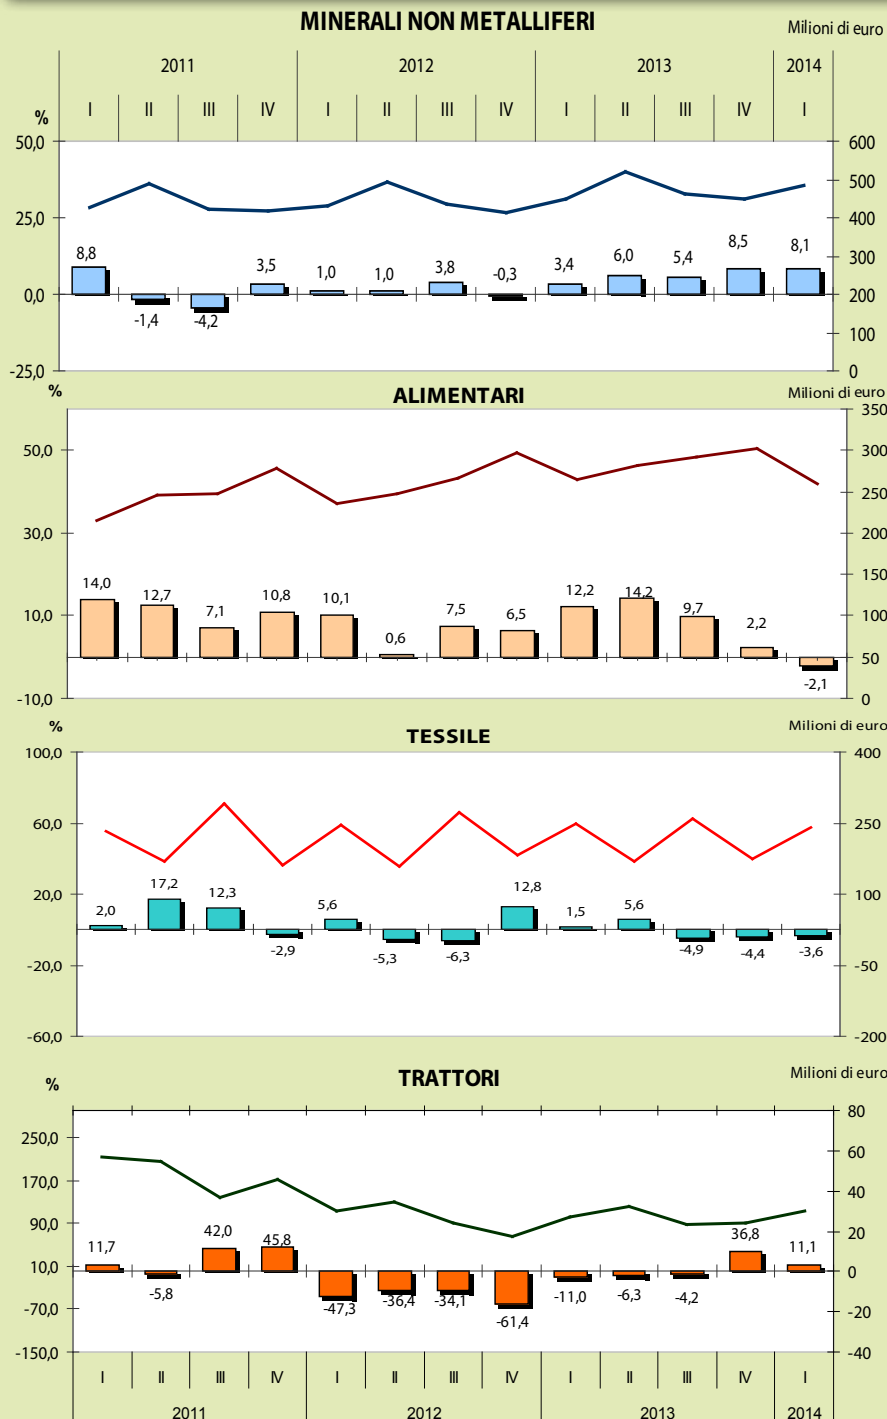 MINERALI NON METALLIFERI
Milioni di euro
2011 2012 2013 2014
% I II III IV I II III IV I II III IV I
50,0 600
500
25,0 400
8,8 -1,4 -4,2 3,5 1,0 1,0 3,8 -0,3 3,4 6,0 5,4 8,5 8,1
300
0,0 200
100
-25,0 0
% ALIMENTARI Milioni di euro
350
50,0 300
250
30,0 200
150
14,0 12,7 7,1 10,8 10,1 0,6 7,5 6,5 12,2 14,2 9,7 2,2 -2,1
10,0 100
50
-10,0 0
% TESSILE Milioni di euro
100,0 400
60,0 250
2,0 17,2 12,3 -2,9 5,6 -5,3 -6,3 12,8 1,5 5,6 -4,9 -4,4 -3,6
20,0 100
-20,0 -50
-60,0 -200
% TRATTORI Milioni di euro
80
250,0
60
170,0
40
90,0 20
11,7 -5,8 42,0 45,8 -47,3 -36,4 -34,1 -61,4 -11,0 -6,3 -4,2 36,8 11,1
10,0 0
-70,0 -20
-150,0 -40
I II III IV I II III IV I II III IV I
2011 2012 2013 2014